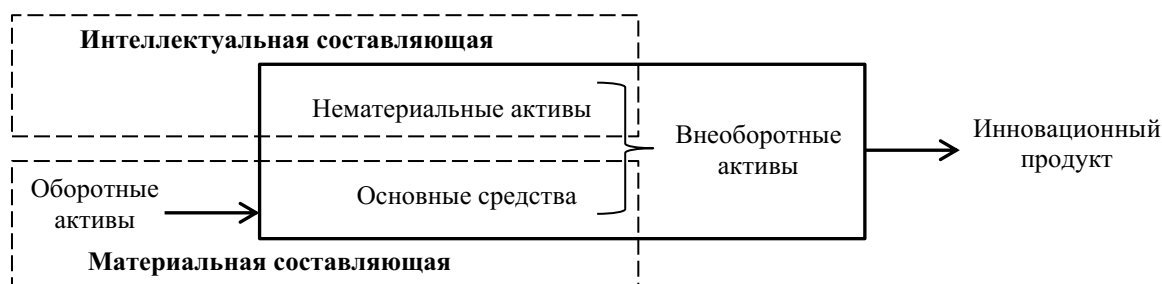 Интеллектуальная составляющая
Нематериальные активы
Внеоборотные
активы
Инновационный
продукт
Оборотные
активы
Основные средства
Материальная составляющая